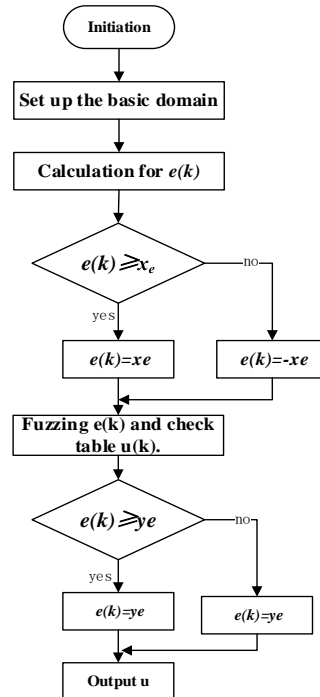 Initiation
Set up the basic domain
Calculation for e(k)
e(k)⩾xₑ
no
yes
e(k)=xe
e(k)=-xe
Fuzzing e(k) and check
table u(k).
e(k)⩾ye
no
yes
e(k)=ye
e(k)=ye
Output u